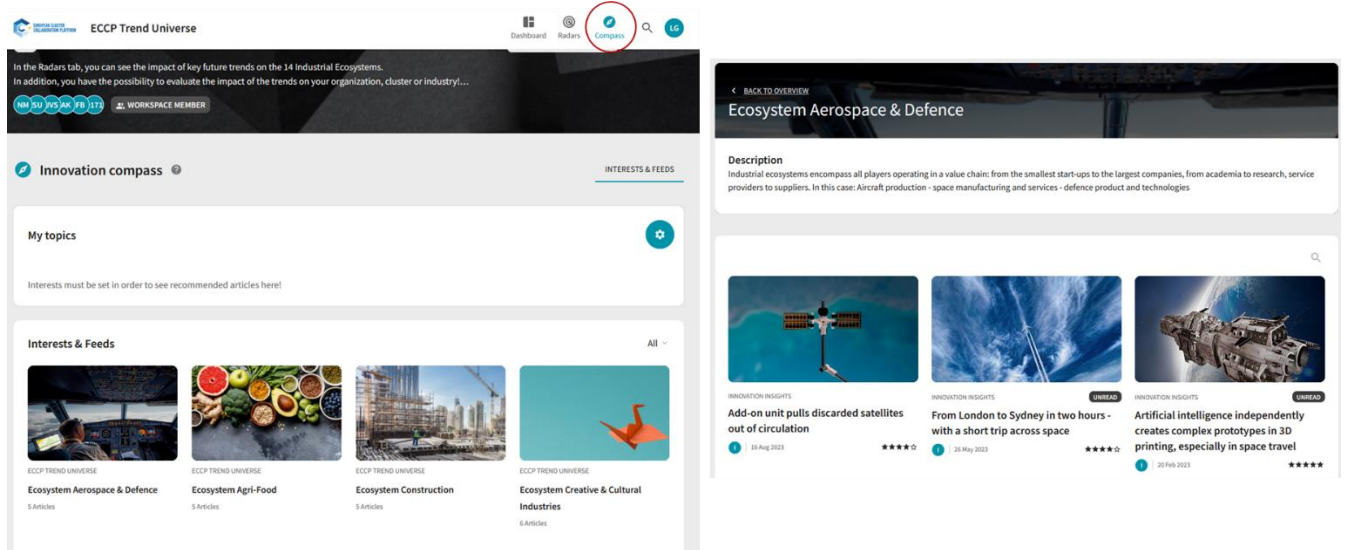 EUROPEAN CLUSTER
COLLABORATION PLATFORM
ECCP Trend Universe
Dashboard
Radars
Compass
LG
In the Radars tab, you can see the impact of key future trends on the 14 Industrial Ecosystems.
In addition, you have the possibility to evaluate the impact of the trends on your organization, cluster or industry!...
NM SU JVS AK FB 171
WORKSPACE MEMBER
Innovation compass
INTERESTS & FEEDS
My topics
Interests must be set in order to see recommended articles here!
Interests & Feeds
All
ECCP TREND UNIVERSE
Ecosystem Aerospace & Defence
5 Articles
ECCP TREND UNIVERSE
Ecosystem Agri-Food
5 Articles
ECCP TREND UNIVERSE
Ecosystem Construction
5 Articles
ECCP TREND UNIVERSE
Ecosystem Creative & Cultural
Industries
6 Articles
BACK TO OVERVIEW
Ecosystem Aerospace & Defence
Description
Industrial ecosystems encompass all players operating in a value chain: from the smallest start-ups to the largest companies, from academia to research, service
providers to suppliers. In this case: Aircraft production - space manufacturing and services - defence product and technologies
INNOVATION INSIGHTS
Add-on unit pulls discarded satellites
out of circulation
16 Aug 2023
INNOVATION INSIGHTS
UNREAD
From London to Sydney in two hours -
with a short trip across space
26 May 2023
INNOVATION INSIGHTS
UNREAD
Artificial intelligence independently
creates complex prototypes in 3D
printing, especially in space travel
20 Feb 2023